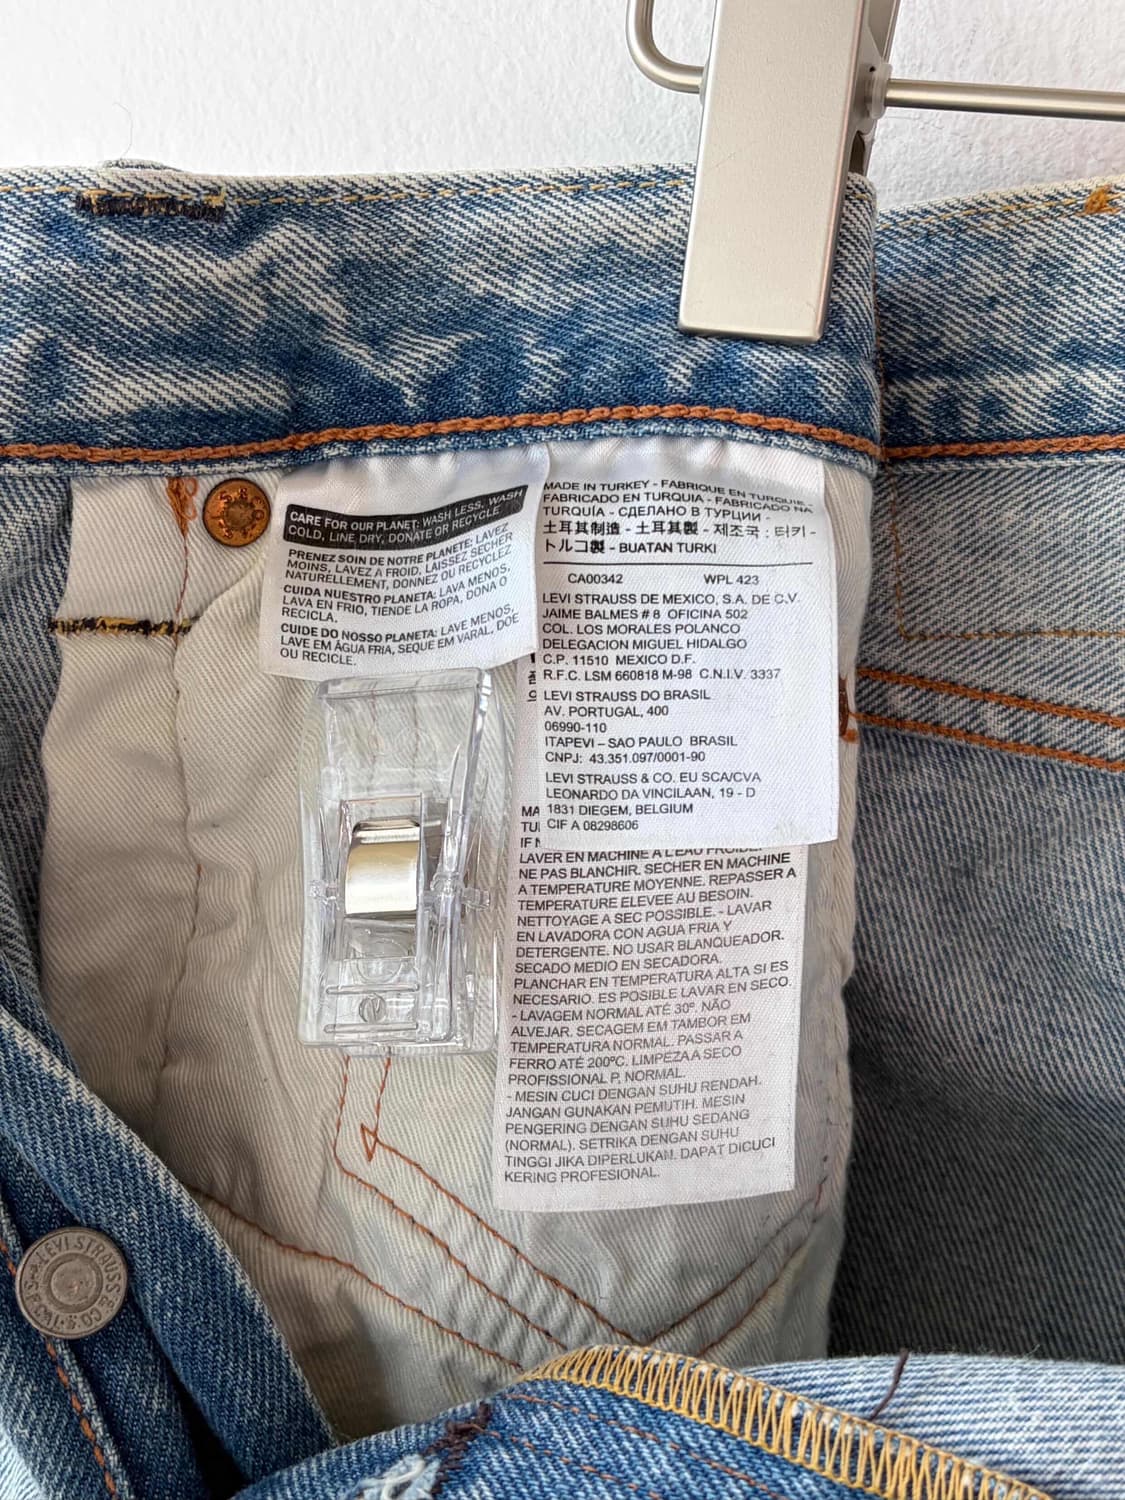 CARE FOR OUR PLANET: WASH LESS, WASH
COLD, LINE DRY, DONATE OR RECYCLE
PRENEZ SOIN DE NOTRE PLANETE: LAVEZ
MOINS, LAVEZ A FROID, LAISSEZ SECHER
NATURELLEMENT, DONNEZ OU RECYCLEZ
CUIDA NUESTRO PLANETA: LAVA MENOS,
LAVA EN FRIO, TIENDE LA ROPA, DONA O
RECICLA.
CUIDE DO NOSSO PLANETA: LAVE MENOS,
LAVE EM ÁGUA FRIA, SEQUE EM VARAL, DOE
OU RECICLE.
MADE IN TURKEY - FABRIQUE EN TURQUIE -
FABRICADO EN TURQUIA - FABRICADO NA
TURQUÍA - СДЕЛАНО В ТУРЦИИ -
土耳其制造 - 土耳其製 - 제조국 : 터키 -
トルコ製 - BUATAN TURKI
CA00342 WPL 423
LEVI STRAUSS DE MEXICO, S.A. DE C.V.
JAIME BALMES # 8 OFICINA 502
COL. LOS MORALES POLANCO
DELEGACION MIGUEL HIDALGO
C.P. 11510 MEXICO D.F.
R.F.C. LSM 660818 M-98 C.N.I.V. 3337
LEVI STRAUSS DO BRASIL
AV. PORTUGAL, 400
06990-110
ITAPEVI – SAO PAULO BRASIL
CNPJ: 43.351.097/0001-90
LEVI STRAUSS & CO. EU SCA/CVA
LEONARDO DA VINCILAAN, 19 - D
1831 DIEGEM, BELGIUM
CIF A 08298606
LAVER EN MACHINE A L'EAU FROIDE.
NE PAS BLANCHIR. SECHER EN MACHINE
A TEMPERATURE MOYENNE. REPASSER A
TEMPERATURE ELEVEE AU BESOIN.
NETTOYAGE A SEC POSSIBLE. - LAVAR
EN LAVADORA CON AGUA FRIA Y
DETERGENTE. NO USAR BLANQUEADOR.
SECADO MEDIO EN SECADORA.
PLANCHAR EN TEMPERATURA ALTA SI ES
NECESARIO. ES POSIBLE LAVAR EN SECO.
- LAVAGEM NORMAL ATÉ 30º. NÃO
ALVEJAR. SECAGEM EM TAMBOR EM
TEMPERATURA NORMAL. PASSAR A
FERRO ATÉ 200ºC. LIMPEZA A SECO
PROFISSIONAL P, NORMAL.
- MESIN CUCI DENGAN SUHU RENDAH.
JANGAN GUNAKAN PEMUTIH. MESIN
PENGERING DENGAN SUHU SEDANG
(NORMAL). SETRIKA DENGAN SUHU
TINGGI JIKA DIPERLUKAN. DAPAT DICUCI
KERING PROFESIONAL.
LEVI STRAUSS & CO. S.F.